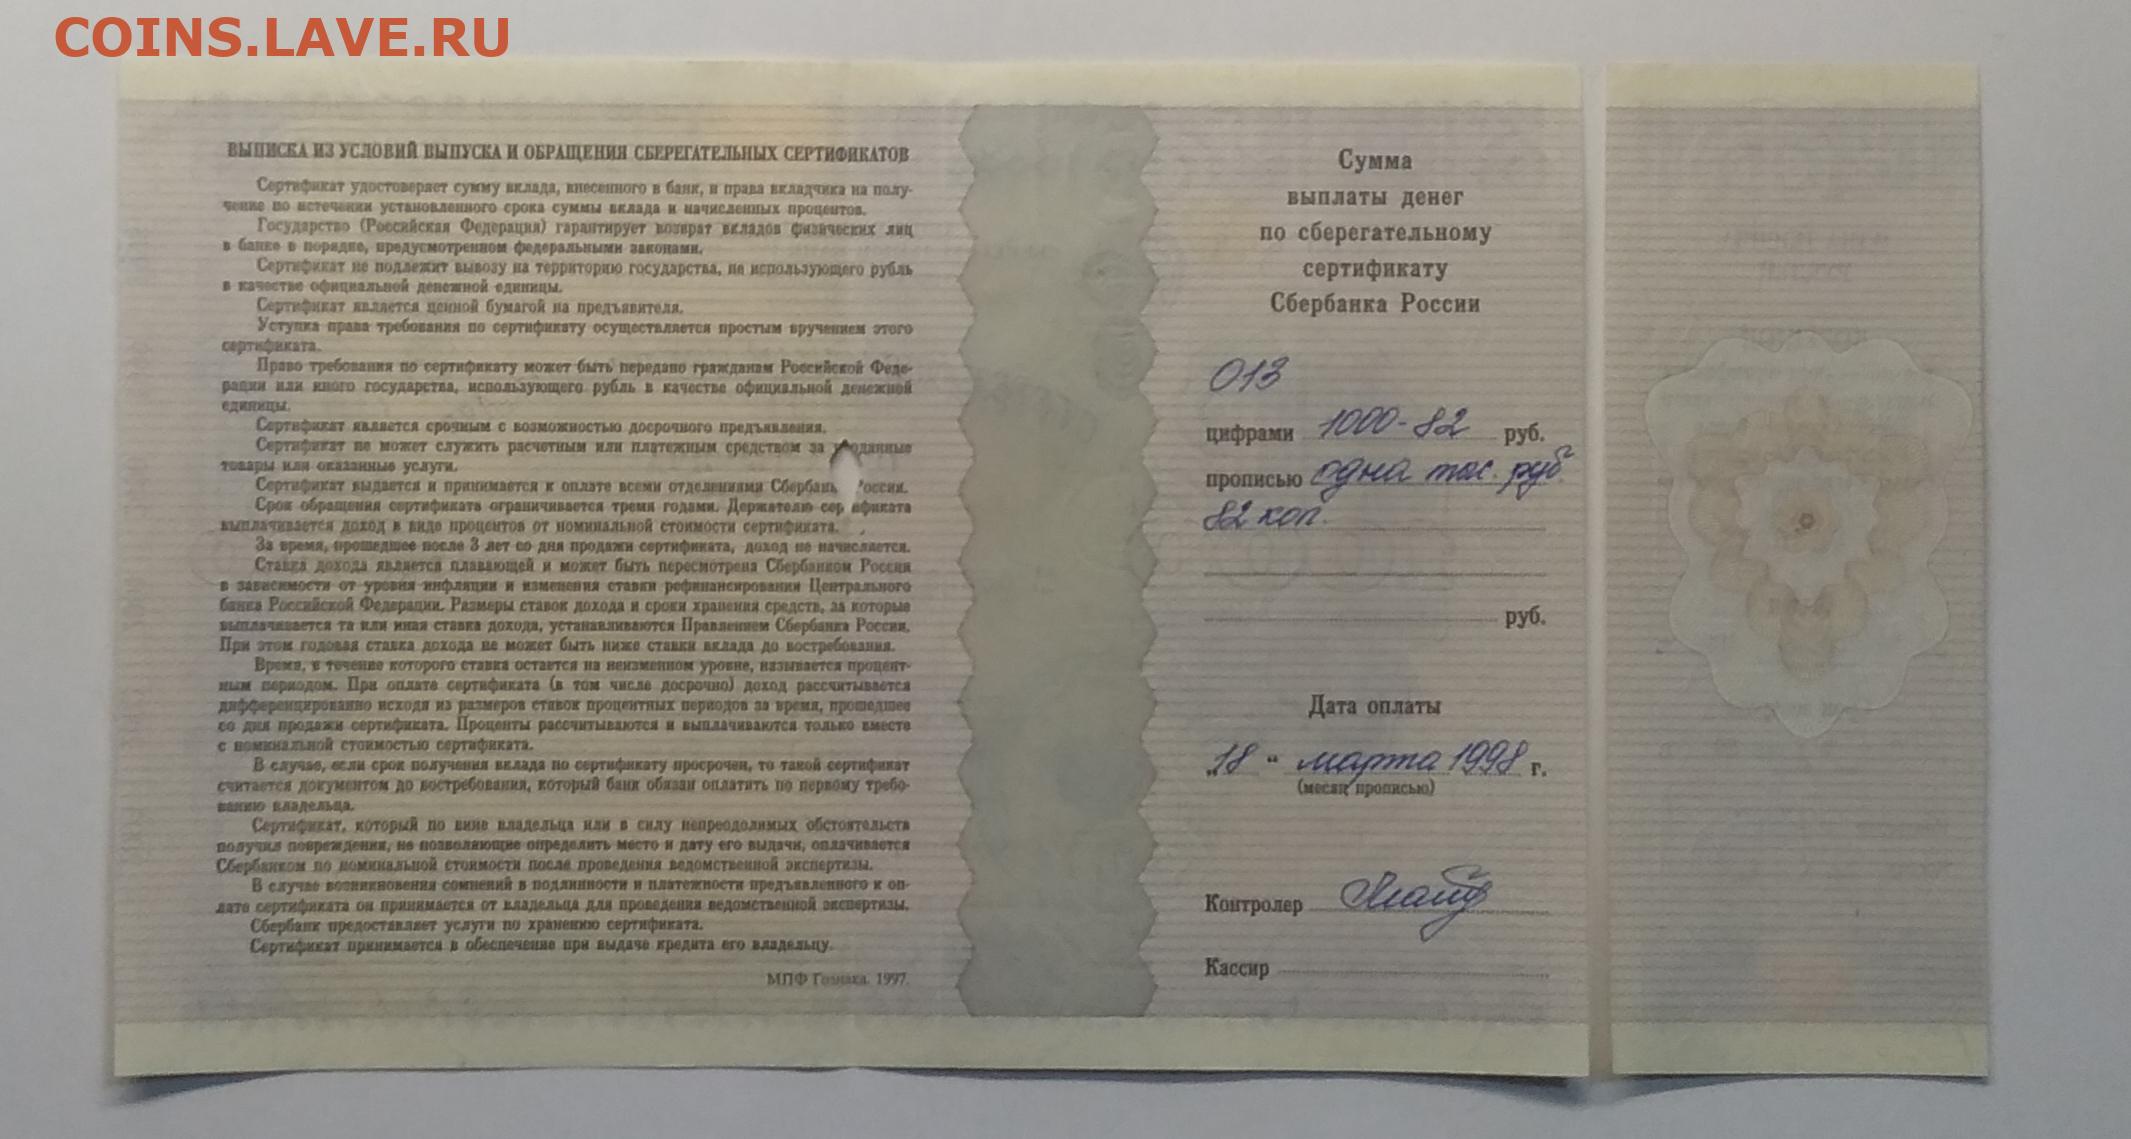 COINS.LAVE.RU
ВЫПИСКА ИЗ УСЛОВИЙ ВЫПУСКА И ОБРАЩЕНИЯ СБЕРЕГАТЕЛЬНЫХ СЕРТИФИКАТОВ
Сертификат удостоверяет сумму вклада, внесенного в банк, и права вкладчика на полу-
чение по истечении установленного срока суммы вклада и начисленных процентов.
Государство (Российская Федерация) гарантирует возврат вкладов физических лиц
в банке в порядке, предусмотренном федеральными законами.
Сертификат не подлежит вывозу на территорию государства, не использующего рубль
в качестве официальной денежной единицы.
Сертификат является ценной бумагой на предъявителя.
Уступка права требования по сертификату осуществляется простым вручением этого
сертификата.
Право требования по сертификату может быть передано гражданам Российской Феде-
рации или иного государства, использующего рубль в качестве официальной денежной
единицы.
Сертификат является срочным с возможностью досрочного предъявления.
Сертификат не может служить расчетным или платежным средством за
товары или оказанные услуги.
Сертификат выдается и принимается к оплате всеми отделениями Сбербанк России.
Срок обращения сертификата ограничивается тремя годами. Держателю сертификата
выплачивается доход в виде процентов от номинальной стоимости сертификата.
За время, прошедшее после 3 лет со дня продажи сертификата, доход не начисляется.
Ставка дохода является плавающей и может быть пересмотрена Сбербанком России
в зависимости от уровня инфляции и изменения ставки рефинансирования Центрального
банка Российской Федерации. Размеры ставок дохода и сроки хранения средств, за которые
выплачивается та или иная ставка дохода, устанавливаются Правлением Сбербанка России.
При этом годовая ставка дохода не может быть ниже ставки вклада до востребования.
Время, в течение которого ставка остается на неизменном уровне, называется процент-
ным периодом. При оплате сертификата (в том числе досрочно) доход рассчитывается
дифференцированно исходя из размеров ставок процентных периодов за время, прошедшее
со дня продажи сертификата. Проценты рассчитываются и выплачиваются только вместе
с номинальной стоимостью сертификата.
В случае, если срок получения вклада по сертификату просрочен, то такой сертификат
считается документом до востребования, который банк обязан оплатить по первому требо-
ванию владельца.
Сертификат, который по вине владельца или в силу непреодолимых обстоятельств
получил повреждения, не позволяющие определить место и дату его выдачи, оплачивается
Сбербанком по номинальной стоимости после проведения ведомственной экспертизы.
В случае возникновения сомнений в подлинности и платежности предъявленного к оп-
лате сертификата он принимается от владельца для проведения ведомственной экспертизы.
Сбербанк предоставляет услуги по хранению сертификата.
Сертификат принимается в обеспечение при выдаче кредита его владельцу.
МПФ Гознака. 1997.
Сумма
выплаты денег
по сберегательному
сертификату
Сбербанка России
013
цифрами 1000-82 руб.
прописью одна тыс. руб
82 коп.
руб.
Дата оплаты
„18“ марта 1998 г.
(месяц прописью)
Контролер
Кассир